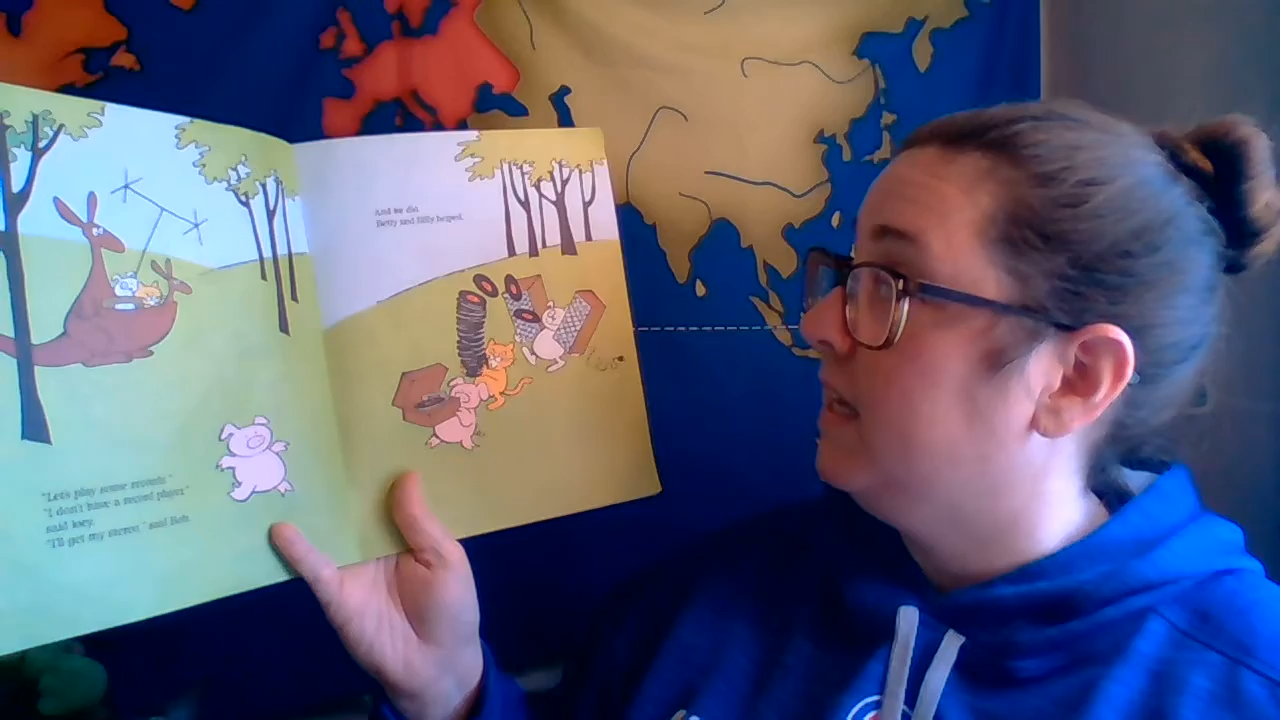 "Let's play some records."
"I don't have a record player"
said Joey.
"I'll get my stereo," said Bob.
And he did.
Betty and Billy helped.